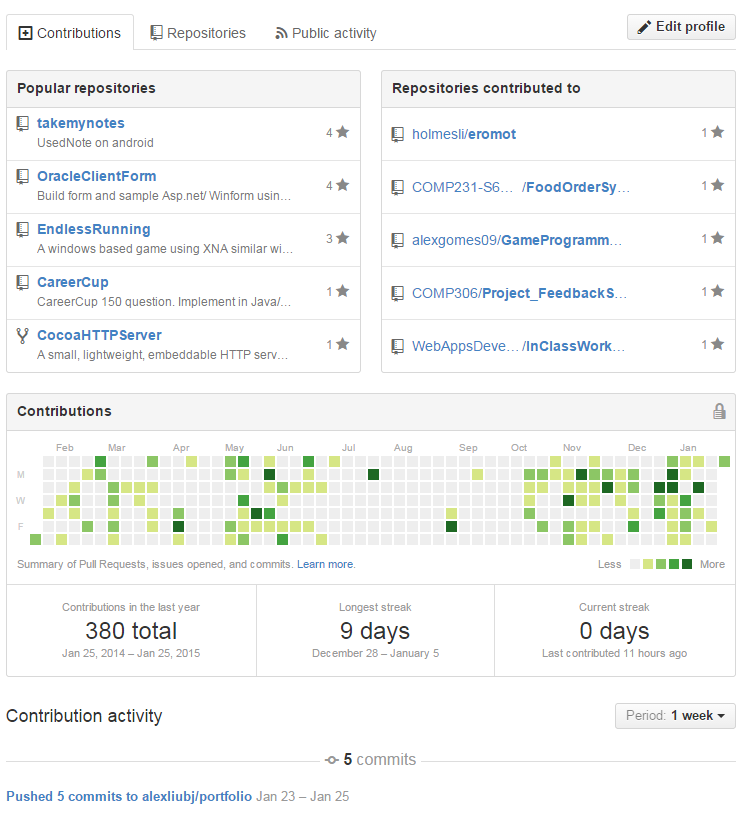 Contributions Repositories Public activity Edit profile
Popular repositories
takemynotes
UsedNote on android
4
OracleClientForm
Build form and sample Asp.net/ Winform usin…
4
EndlessRunning
A windows based game using XNA similar wi…
3
CareerCup
CareerCup 150 question. Implement in Java/…
1
CocoaHTTPServer
A small, lightweight, embeddable HTTP serv…
1
Repositories contributed to
holmesli/eromot 1
COMP231-S6… /FoodOrderSy… 1
alexgomes09/GameProgramm… 1
COMP306/Project_FeedbackS… 1
WebAppsDeve… /InClassWork… 1
Contributions
Feb Mar Apr May Jun Jul Aug Sep Oct Nov Dec Jan
M
W
F
Summary of Pull Requests, issues opened, and commits. Learn more. Less More
Contributions in the last year
380 total
Jan 25, 2014 – Jan 25, 2015
Longest streak
9 days
December 28 – January 5
Current streak
0 days
Last contributed 11 hours ago
Contribution activity Period: 1 week
5 commits
Pushed 5 commits to alexliubj/portfolio Jan 23 – Jan 25